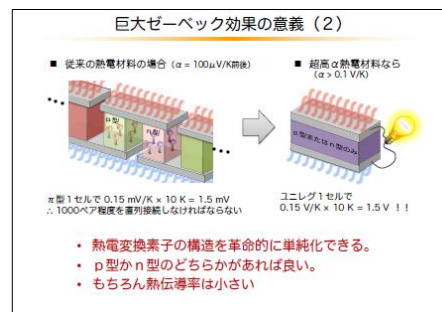 巨大ゼーベック効果の意義（2）
■ 従来の熱電材料の場合（α = 100μV/K前後）
■ 超高α熱電材料なら
（α > 0.1 V/K）
p型
n型
p型またはn型のみ
π型1セルで 0.15 mV/K × 10 K = 1.5 mV
∴ 1000ペア程度を直列接続しなければならない
ユニレグ1セルで
0.15 V/K × 10 K = 1.5 V ！！
• 熱電変換素子の構造を革命的に単純化できる。
• p型かn型のどちらかがあれば良い。
• もちろん熱伝導率は小さい